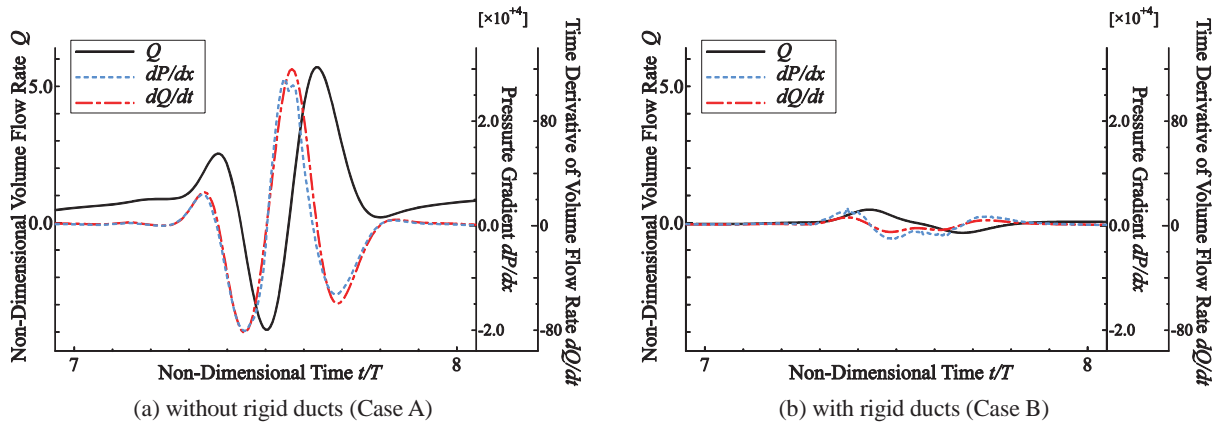 [×10⁺⁴]
Q
dP/dx
dQ/dt
Non-Dimensional Volume Flow Rate Q
5.0
0.0
2.0
0.0
-2.0
Pressurte Gradient dP/dx
80
0
-80
Time Derivative of Volume Flow Rate dQ/dt
7
8
Non-Dimensional Time t/T
(a) without rigid ducts (Case A)
[×10⁺⁴]
Q
dP/dx
dQ/dt
Non-Dimensional Volume Flow Rate Q
5.0
0.0
2.0
0.0
-2.0
Pressurte Gradient dP/dx
80
0
-80
Time Derivative of Volume Flow Rate dQ/dt
7
8
Non-Dimensional Time t/T
(b) with rigid ducts (Case B)